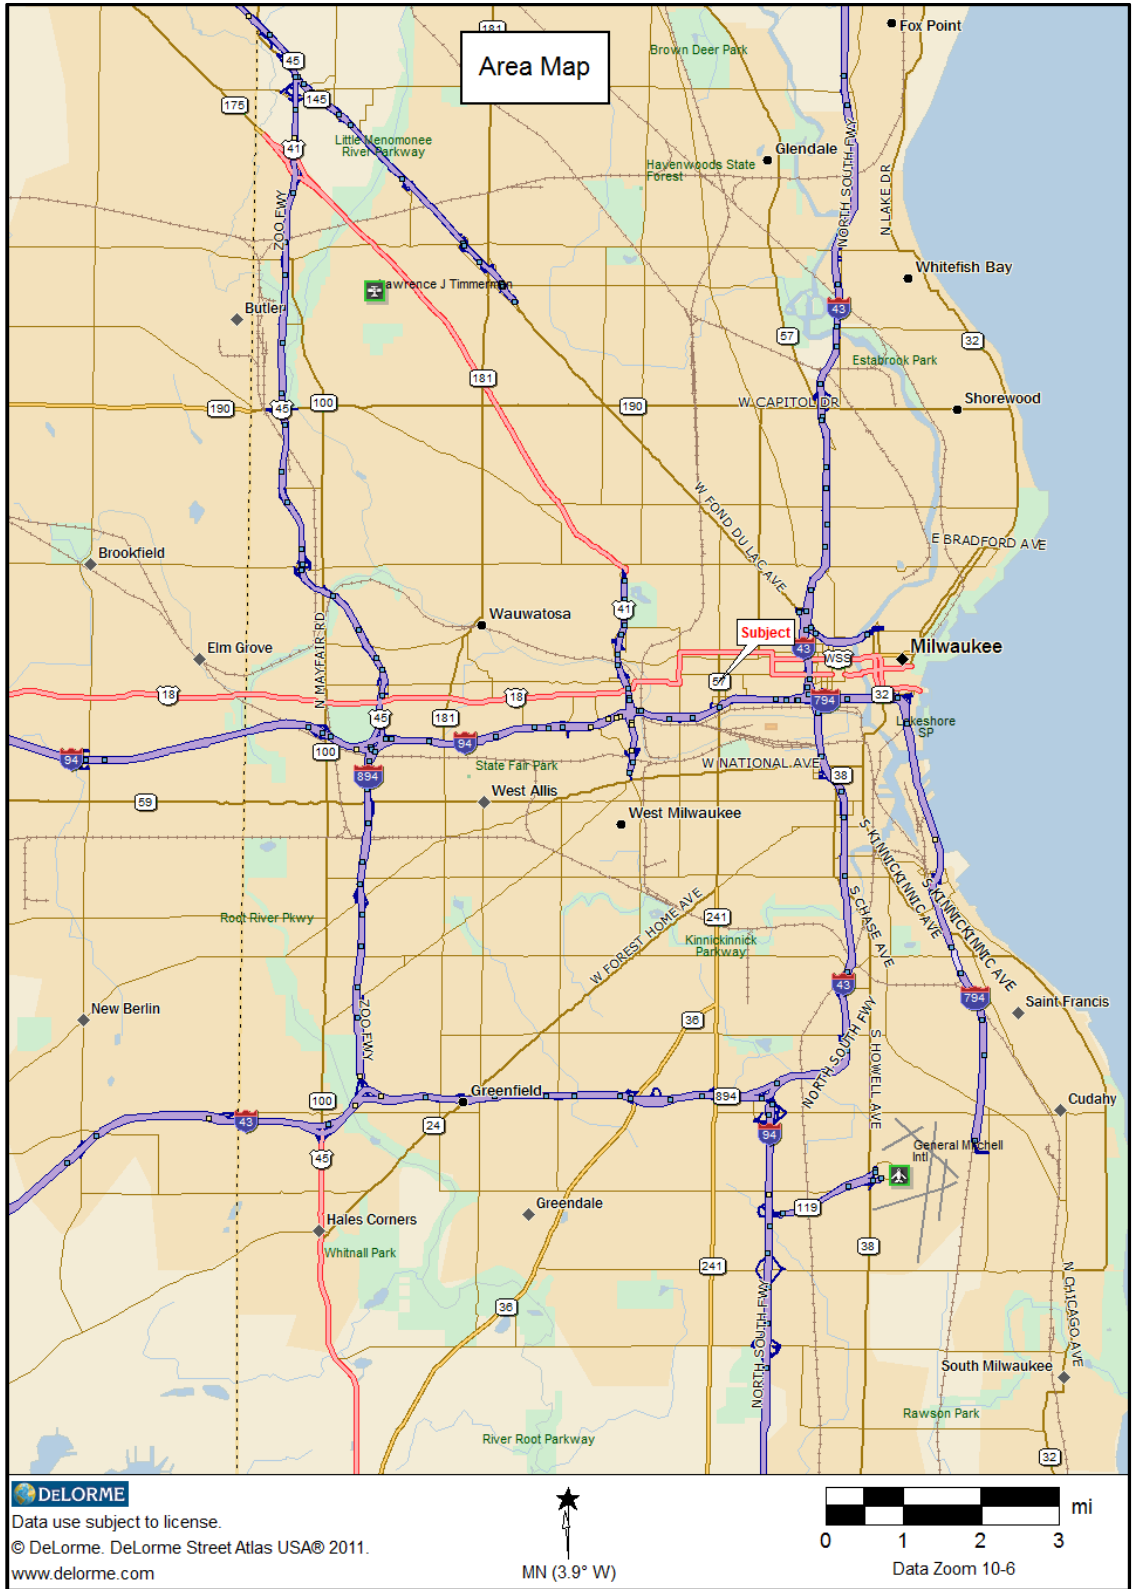 Fox Point
181
Area Map
Brown Deer Park
45
145
175
41
Little Menomonee
River Parkway
NORTH SOUTH FWY
Glendale
Havenwoods State
Forest
N LAKE DR
ZOO FWY
Whitefish Bay
Lawrence J Timmerman
Butler
43
57
32
Estabrook Park
181
190
45
100
190
W CAPITOL DR
Shorewood
W FOND DU LAC AVE
E BRADFORD AVE
Brookfield
N MAYFAIR RD
Wauwatosa
41
Subject
43
WSS
Milwaukee
Elm Grove
18
18
57
794
32
45
181
94
Lakeshore
SP
94
100
894
State Fair Park
W NATIONAL AVE
38
59
West Allis
West Milwaukee
S KINNICKINNIC AVE
S KINNICKINNIC AVE
S CHASE AVE
Root River Pkwy
W FOREST HOME AVE
241
Kinnickinnick
Parkway
43
794
New Berlin
Saint Francis
ZOO FWY
36
NORTH SOUTH FWY
S HOWELL AVE
100
Greenfield
894
Cudahy
43
24
94
General Mitchell
Intl
45
Greendale
119
Hales Corners
Whitnall Park
38
241
N CHICAGO AVE
36
NORTH SOUTH FWY
South Milwaukee
Rawson Park
River Root Parkway
32
DELORME
Data use subject to license.
© DeLorme. DeLorme Street Atlas USA® 2011.
www.delorme.com
MN (3.9° W)
mi
0 1 2 3
Data Zoom 10-6